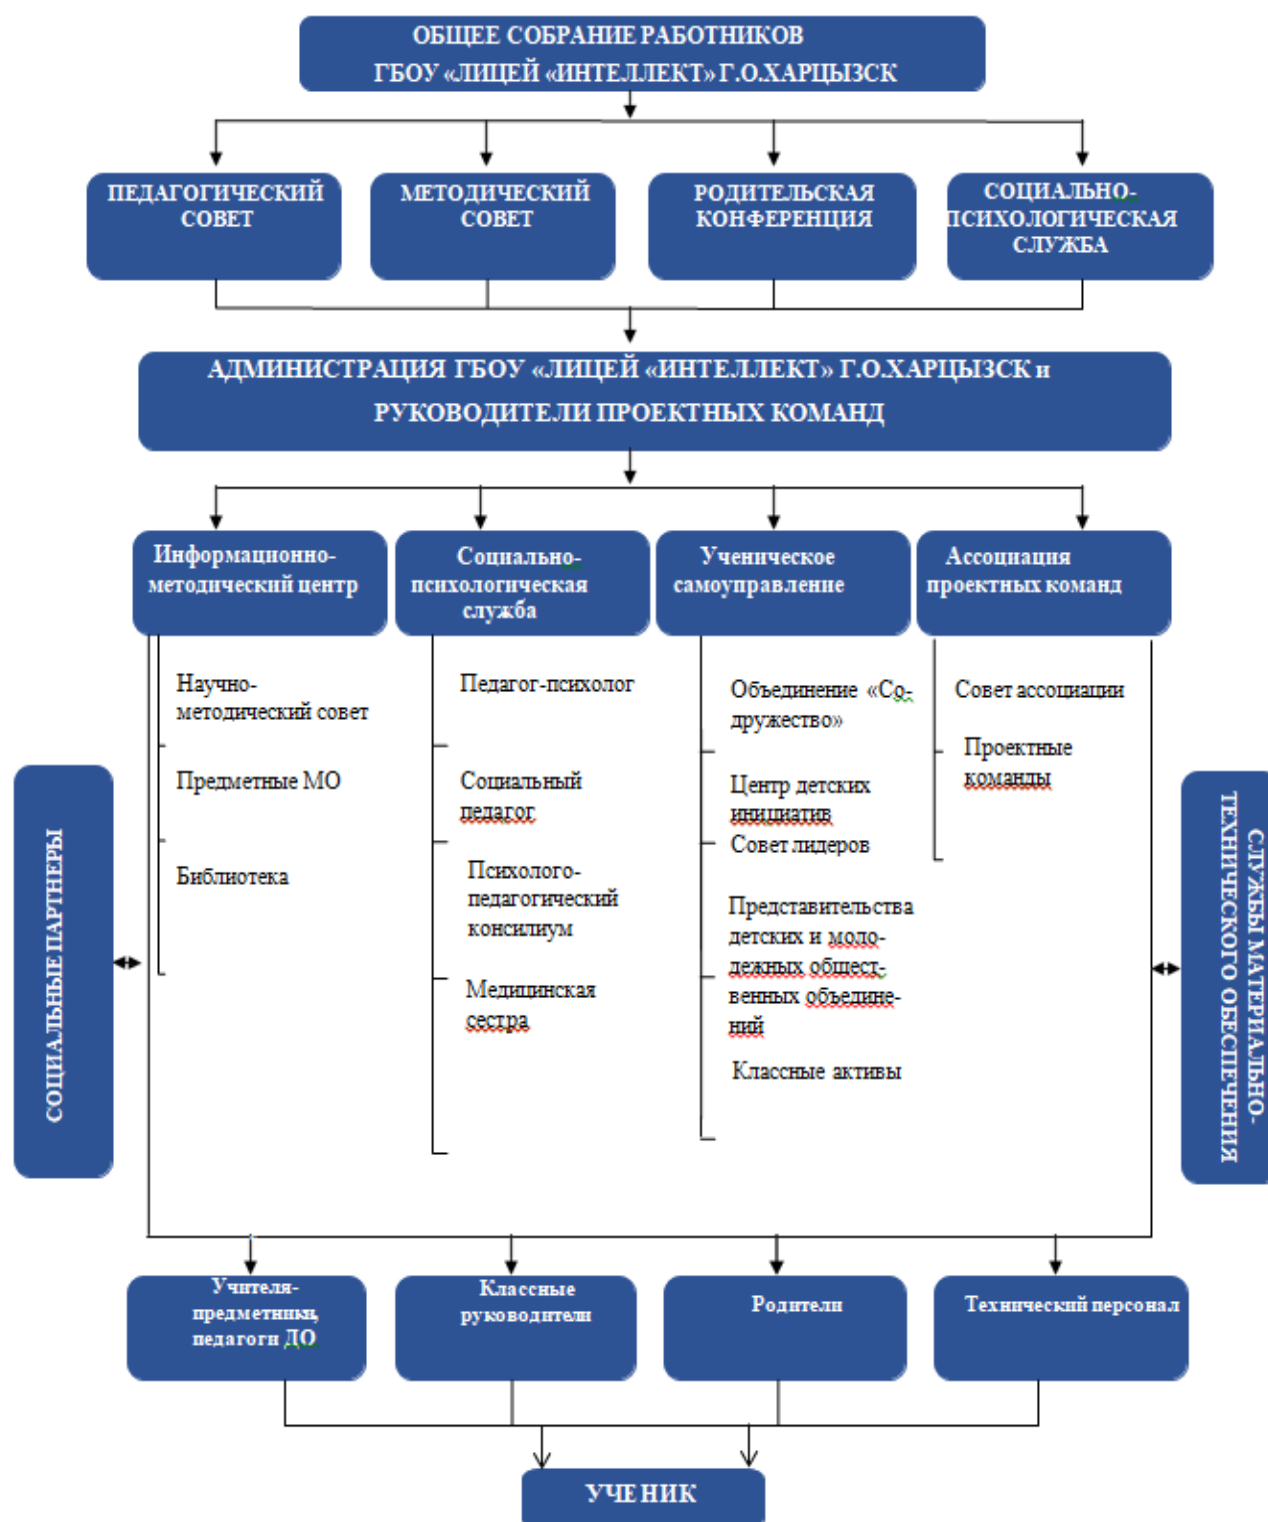 ОБЩЕЕ СОБРАНИЕ РАБОТНИКОВ
ГБОУ «ЛИЦЕЙ «ИНТЕЛЛЕКТ» Г.О.ХАРЦЫЗСК
ПЕДАГОГИЧЕСКИЙ
СОВЕТ
МЕТОДИЧЕСКИЙ
СОВЕТ
РОДИТЕЛЬСКАЯ
КОНФЕРЕНЦИЯ
СОЦИАЛЬНО-
ПСИХОЛОГИЧЕСКАЯ
СЛУЖБА
АДМИНИСТРАЦИЯ ГБОУ «ЛИЦЕЙ «ИНТЕЛЛЕКТ» Г.О.ХАРЦЫЗСК и
РУКОВОДИТЕЛИ ПРОЕКТНЫХ КОМАНД
Информационно-
методический центр
Социально-
психологическая
служба
Ученическое
самоуправление
Ассоциация
проектных команд
Научно-
методический совет
Предметные МО
Библиотека
Педагог-психолог
Социальный
педагог
Психолого-
педагогический
консилиум
Медицинская
сестра
Объединение «Со-
дружество»
Центр детских
инициатив
Совет лидеров
Представительства
детских и моло-
дежных общест-
венных объедине-
ний
Классные активы
Совет ассоциации
Проектные
команды
СОЦИАЛЬНЫЕ ПАРТНЕРЫ
СЛУЖБЫ МАТЕРИАЛЬНО-
ТЕХНИЧЕСКОГО ОБЕСПЕЧЕНИЯ
Учителя-
предметники,
педагоги ДО
Классные
руководители
Родители
Технический персонал
УЧЕНИК